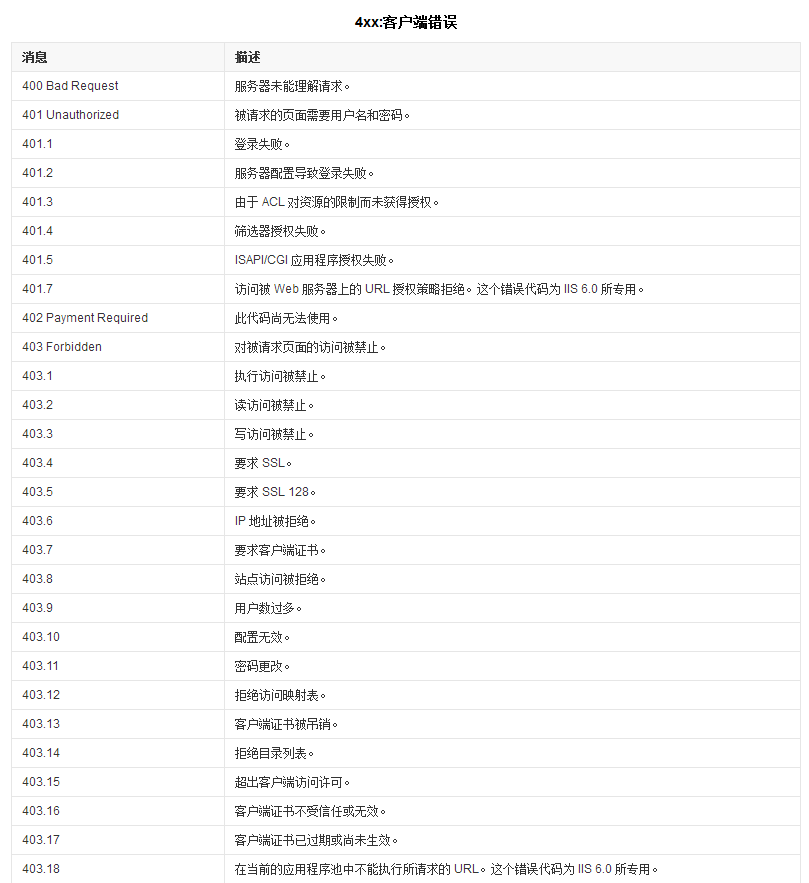 4xx:客户端错误
消息 描述
400 Bad Request 服务器未能理解请求。
401 Unauthorized 被请求的页面需要用户名和密码。
401.1 登录失败。
401.2 服务器配置导致登录失败。
401.3 由于 ACL 对资源的限制而未获得授权。
401.4 筛选器授权失败。
401.5 ISAPI/CGI 应用程序授权失败。
401.7 访问被 Web 服务器上的 URL 授权策略拒绝。这个错误代码为 IIS 6.0 所专用。
402 Payment Required 此代码尚无法使用。
403 Forbidden 对被请求页面的访问被禁止。
403.1 执行访问被禁止。
403.2 读访问被禁止。
403.3 写访问被禁止。
403.4 要求 SSL。
403.5 要求 SSL 128。
403.6 IP 地址被拒绝。
403.7 要求客户端证书。
403.8 站点访问被拒绝。
403.9 用户数过多。
403.10 配置无效。
403.11 密码更改。
403.12 拒绝访问映射表。
403.13 客户端证书被吊销。
403.14 拒绝目录列表。
403.15 超出客户端访问许可。
403.16 客户端证书不受信任或无效。
403.17 客户端证书已过期或尚未生效。
403.18 在当前的应用程序池中不能执行所请求的 URL。这个错误代码为 IIS 6.0 所专用。